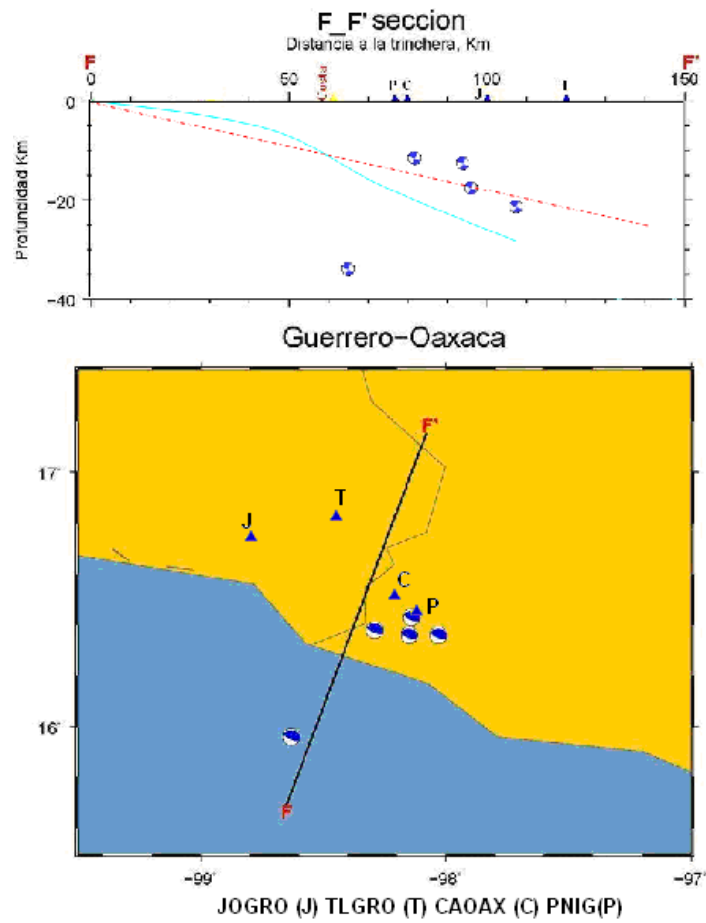 F_F' seccion
Distancia a la trinchera, Km
F F'
0 50 100 150
Costa P C J T
Profundidad Km
0
−20
−40
Guerrero−Oaxaca
F'
17˚
T
J
C
P
16˚
F
−99˚ −98˚ −97˚
JOGRO (J) TLGRO (T) CAOAX (C) PNIG(P)